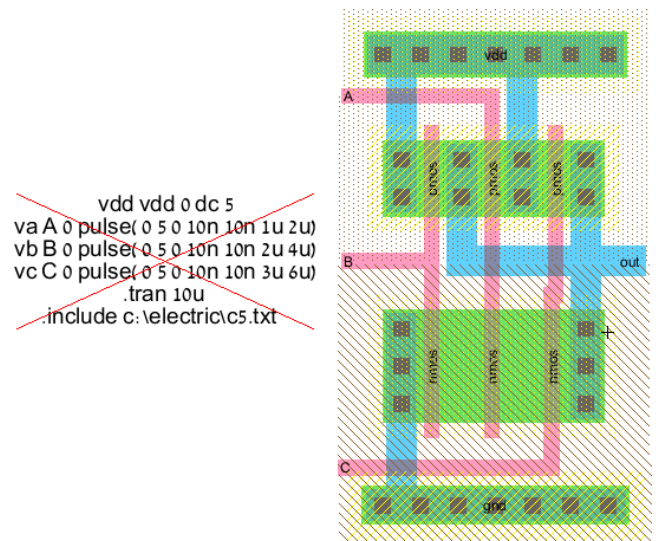 vdd vdd 0 dc 5
va A 0 pulse( 0 5 0 10n 10n 1u 2u)
vb B 0 pulse( 0 5 0 10n 10n 2u 4u)
vc C 0 pulse( 0 5 0 10n 10n 3u 6u)
.tran 10u
.include c:\electric\c5.txt
vdd
A
pmos
pmos
pmos
B
out
nmos
nmos
nmos
C
gnd